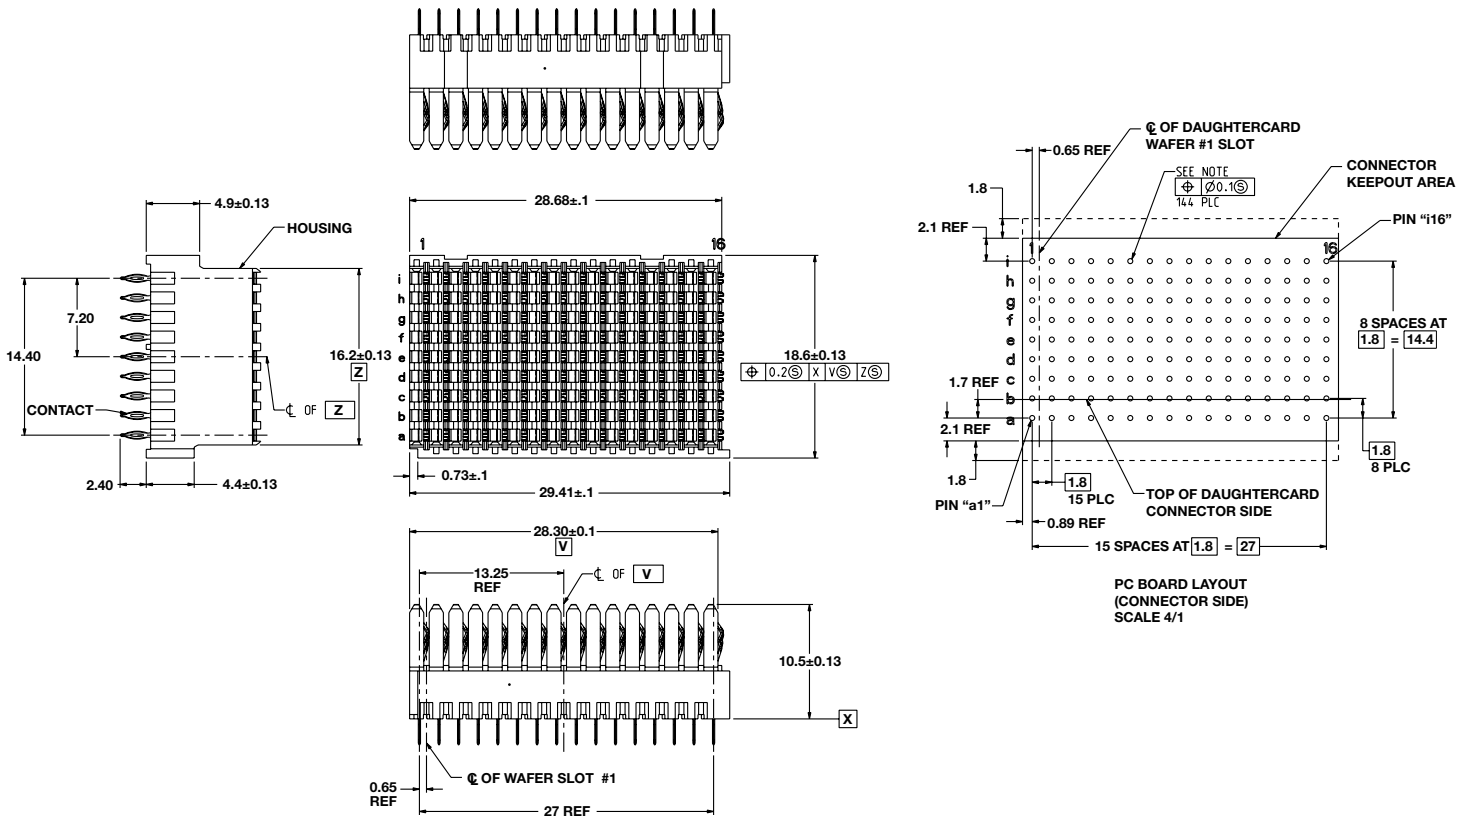 4.9±0.13
HOUSING
7.20
14.40
16.2±0.13
Z
CONTACT
℄ OF Z
2.40
4.4±0.13
28.68±.1
1 16
i
h
g
f
e
d
c
b
a
18.6±0.13
⌖ 0.2Ⓢ X VⓈ ZⓈ
0.73±.1
29.41±.1
28.30±0.1
V
13.25
REF
℄ OF V
10.5±0.13
X
℄ OF WAFER SLOT #1
0.65
REF
27 REF
℄ OF DAUGHTERCARD
WAFER #1 SLOT
0.65 REF
SEE NOTE
⌖ Ø0.1Ⓢ
144 PLC
CONNECTOR
KEEPOUT AREA
1.8
2.1 REF
PIN “i16”
1 16
i
h
g
f
e
d
c
b
a
8 SPACES AT
1.8 = 14.4
1.7 REF
2.1 REF
1.8
8 PLC
1.8
1.8
15 PLC
PIN “a1”
TOP OF DAUGHTERCARD
CONNECTOR SIDE
0.89 REF
15 SPACES AT 1.8 = 27
PC BOARD LAYOUT
(CONNECTOR SIDE)
SCALE 4/1